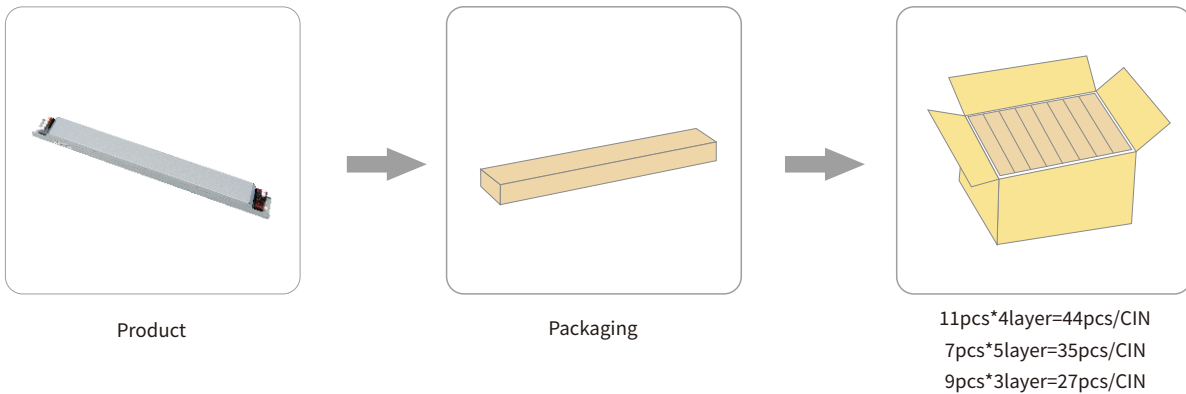 Product
Packaging
11pcs*4layer=44pcs/CIN
7pcs*5layer=35pcs/CIN
9pcs*3layer=27pcs/CIN